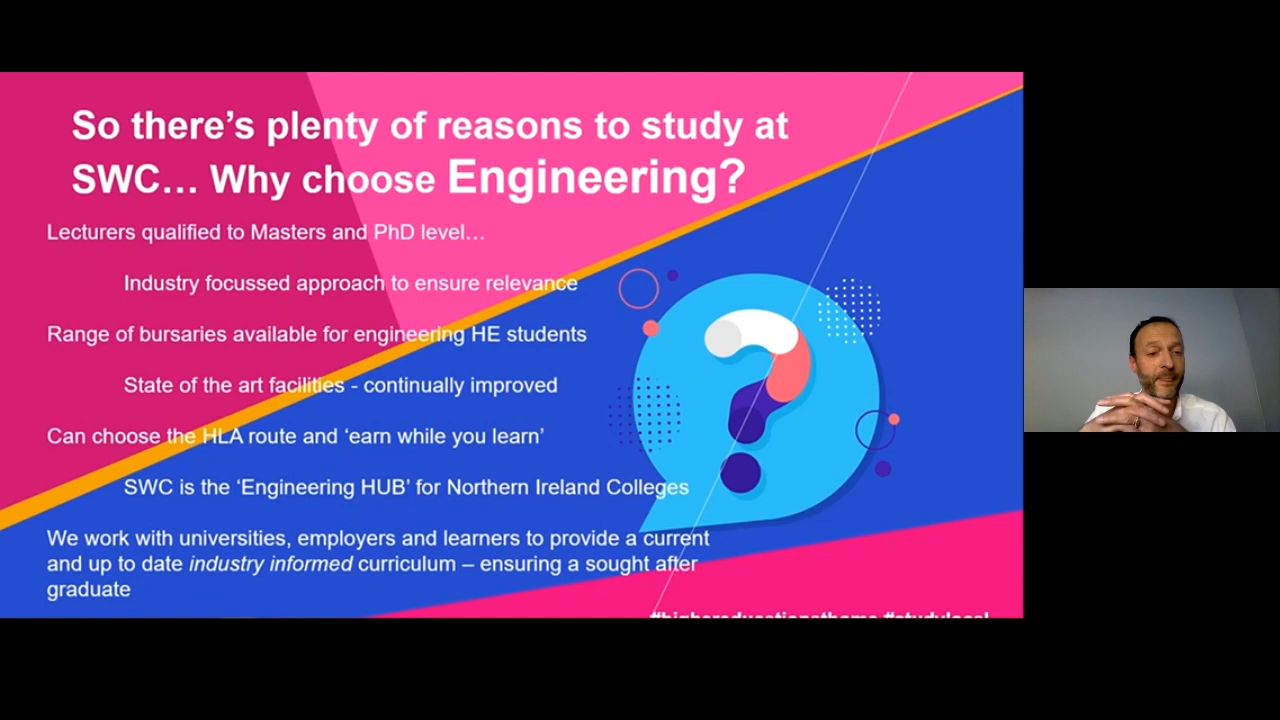 So there’s plenty of reasons to study at
SWC… Why choose Engineering?
Lecturers qualified to Masters and PhD level…
Industry focussed approach to ensure relevance
Range of bursaries available for engineering HE students
State of the art facilities - continually improved
Can choose the HLA route and ‘earn while you learn’
SWC is the ‘Engineering HUB’ for Northern Ireland Colleges
We work with universities, employers and learners to provide a current
and up to date industry informed curriculum – ensuring a sought after
graduate
#highereducationathome #studylocal